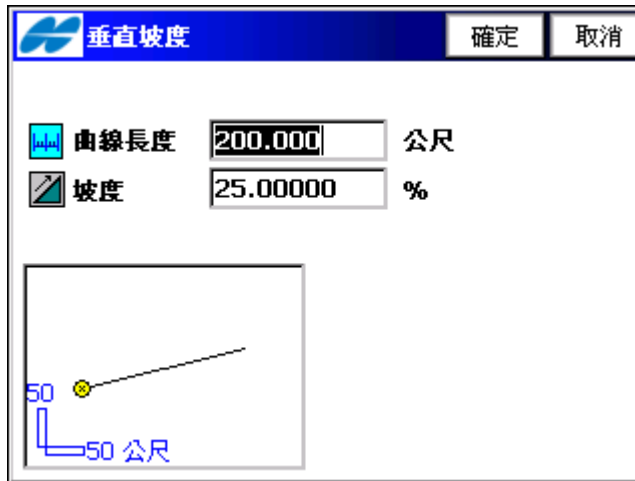 垂直坡度 確定 取消
曲線長度 200.000 公尺
坡度 25.00000 %
50
50 公尺